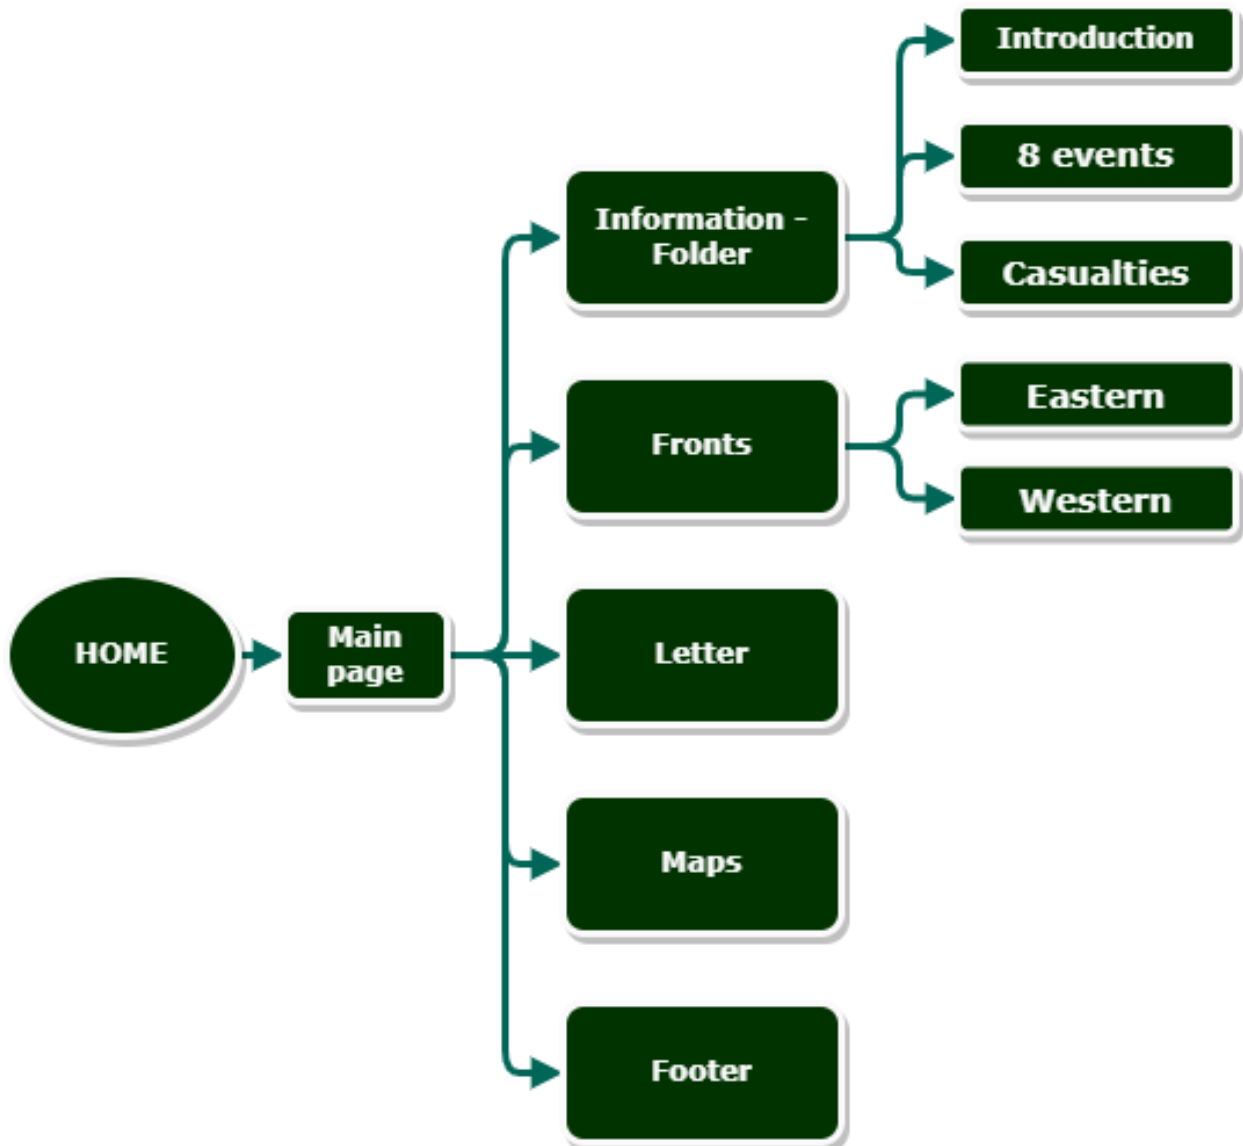 Introduction
8 events
Information -
Folder
Casualties
Eastern
Fronts
Western
HOME
Main
page
Letter
Maps
Footer